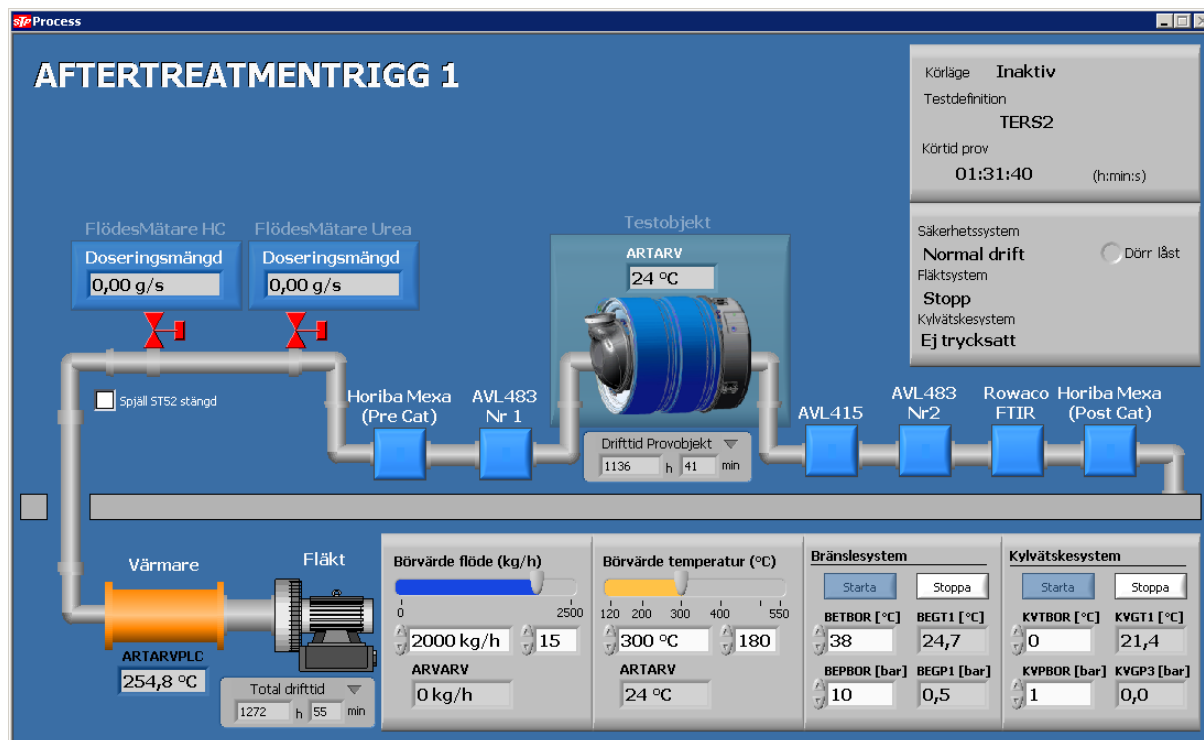 STP Process
AFTERTREATMENTRIGG 1
Körläge Inaktiv
Testdefinition
TERS2
Körtid prov
01:31:40 (h:min:s)
Säkerhetssystem
Normal drift
Dörr låst
Fläktsystem
Stopp
Kylvätskesystem
Ej trycksatt
FlödesMätare HC
Doseringsmängd
0,00 g/s
FlödesMätare Urea
Doseringsmängd
0,00 g/s
Testobjekt
ARTARV
24 °C
Spjäll ST52 stängd
Horiba Mexa
(Pre Cat)
AVL483
Nr 1
Drifttid Provobjekt
1136 h 41 min
AVL415
AVL483
Nr2
Rowaco
FTIR
Horiba Mexa
(Post Cat)
Värmare
Fläkt
ARTARVPLC
254,8 °C
Total drifttid
1272 h 55 min
Börvärde flöde (kg/h)
0 2500
2000 kg/h 15
ARVARV
0 kg/h
Börvärde temperatur (°C)
120 200 300 400 550
300 °C 180
ARTARV
24 °C
Bränslesystem
Starta Stoppa
BETBOR [°C] BEGT1 [°C]
38 24,7
BEPBOR [bar] BEGP1 [bar]
10 0,5
Kylvätskesystem
Starta Stoppa
KVTBOR [°C] KVGT1 [°C]
0 21,4
KVPBOR [bar] KVGP3 [bar]
1 0,0